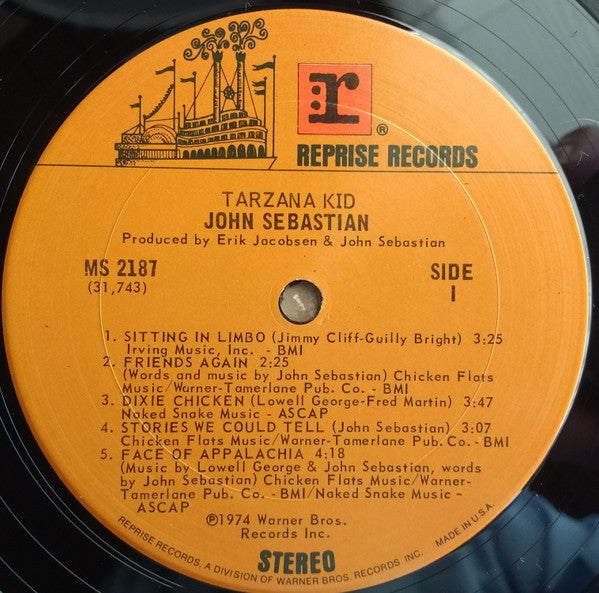 r
®
REPRISE RECORDS
TARZANA KID
JOHN SEBASTIAN
Produced by Erik Jacobsen & John Sebastian
MS 2187
(31,743)
SIDE
1
1. SITTING IN LIMBO (Jimmy Cliff-Guilly Bright) 3:25
Irving Music, Inc. - BMI
2. FRIENDS AGAIN 2:25
(Words and music by John Sebastian) Chicken Flats
Music/Warner-Tamerlane Pub. Co. - BMI
3. DIXIE CHICKEN (Lowell George-Fred Martin) 3:47
Naked Snake Music - ASCAP
4. STORIES WE COULD TELL (John Sebastian) 3:07
Chicken Flats Music/Warner-Tamerlane Pub. Co. - BMI
5. FACE OF APPALACHIA 4:18
(Music by Lowell George & John Sebastian, words
by John Sebastian) Chicken Flats Music/Warner-
Tamerlane Pub. Co. - BMI/Naked Snake Music -
ASCAP
℗1974 Warner Bros.
Records Inc.
STEREO
REPRISE RECORDS, A DIVISION OF WARNER BROS. RECORDS INC. MADE IN U.S.A.